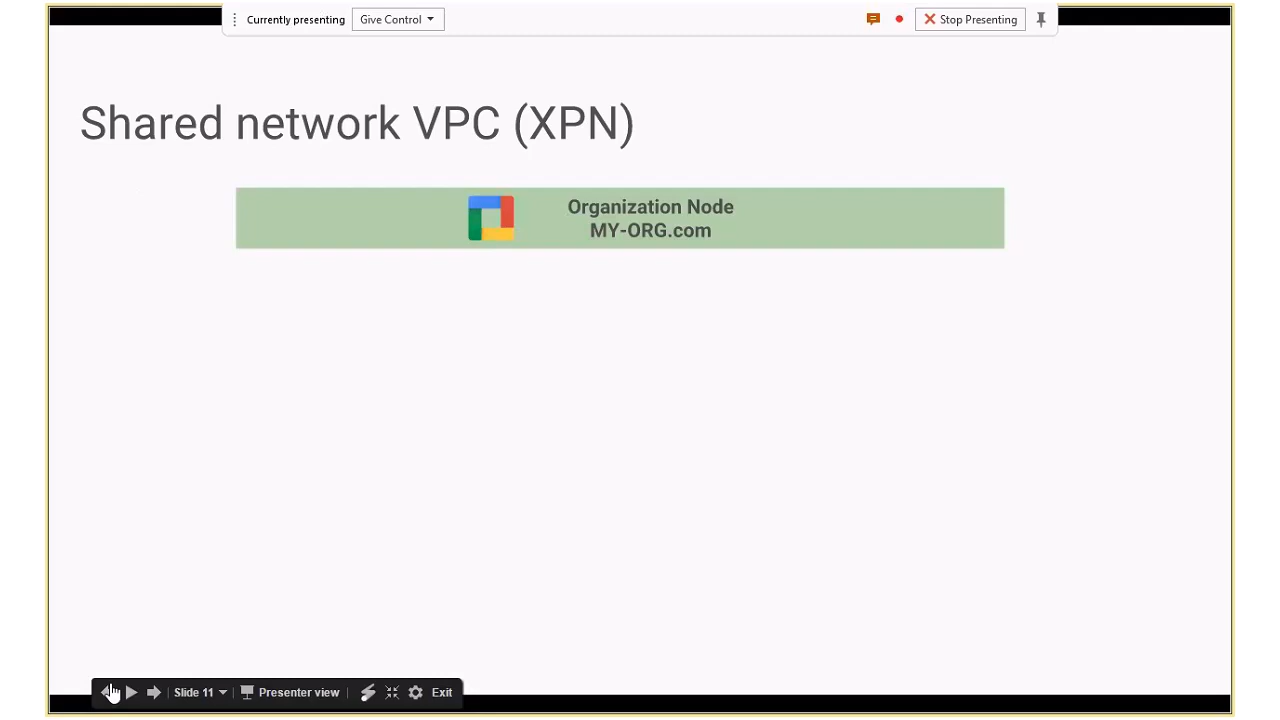 Currently presenting
Give Control
Stop Presenting
Shared network VPC (XPN)
Organization Node
MY-ORG.com
Slide 11
Presenter view
Exit